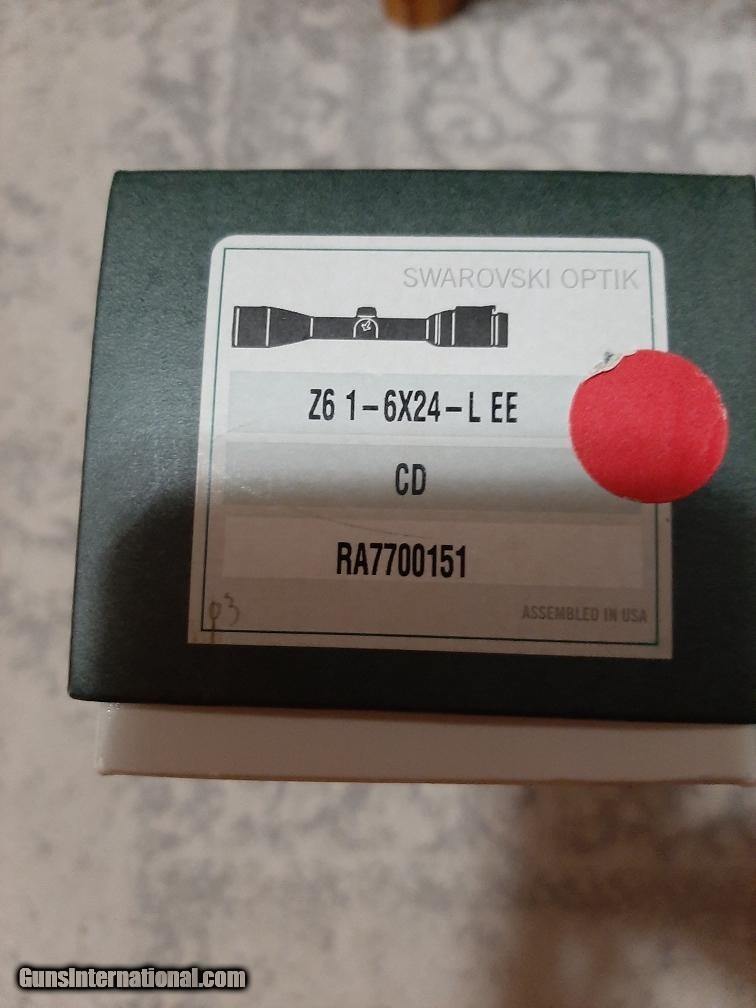 SWAROVSKI OPTIK
Z6 1-6X24-L EE
CD
RA7700151
ASSEMBLED IN USA
GunsInternational.com